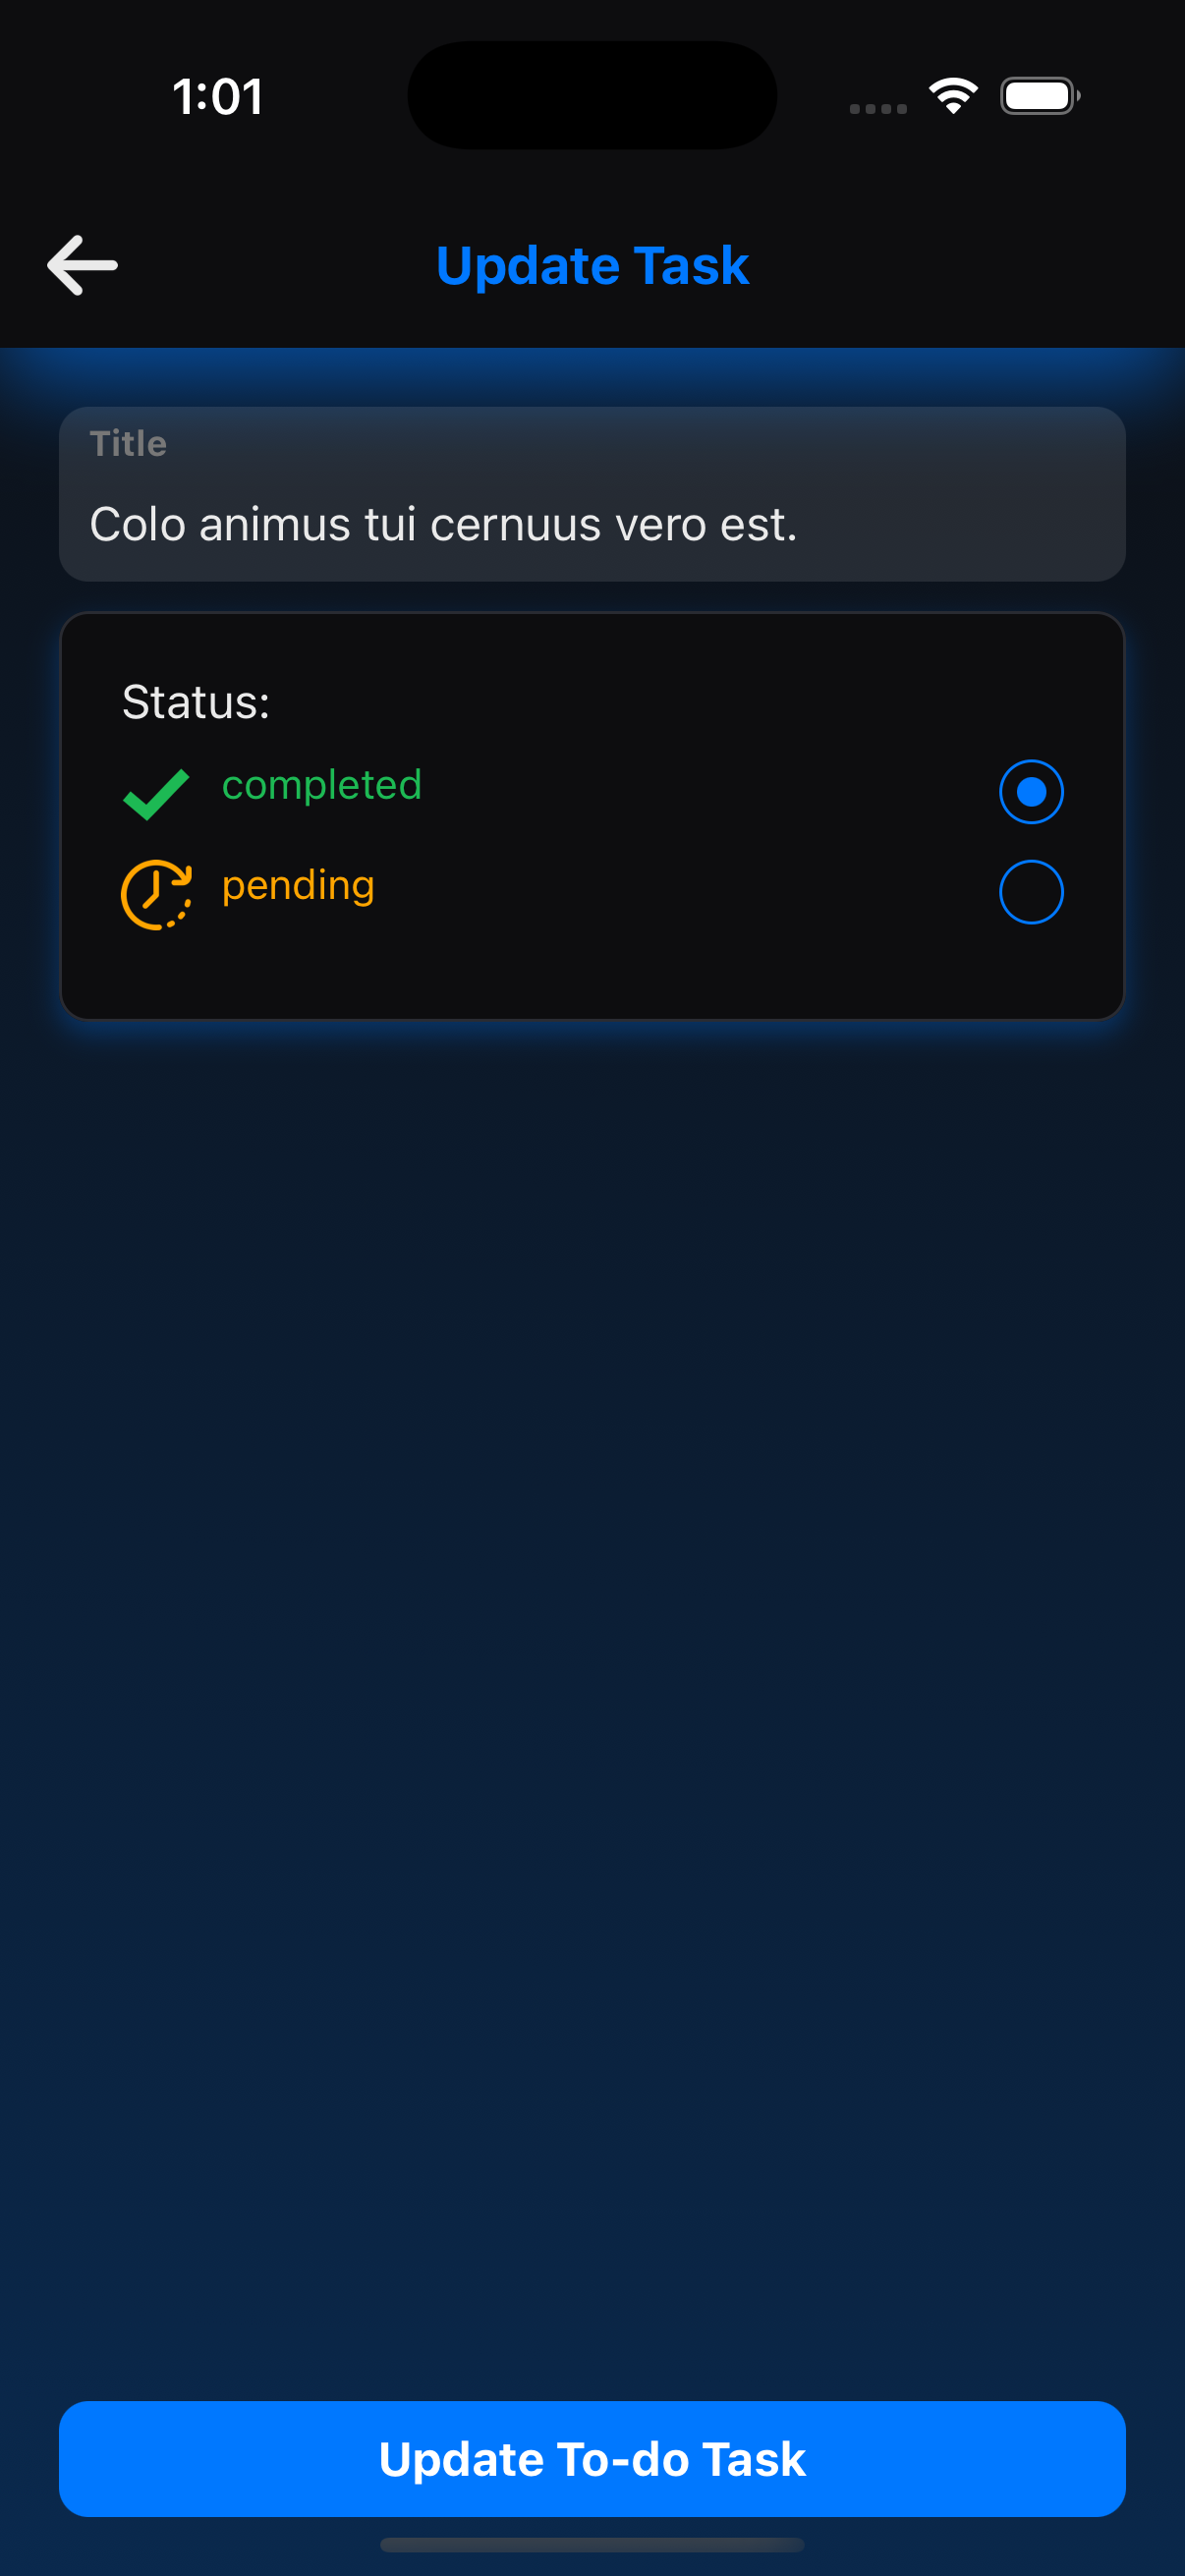 1:01
Update Task
Title
Colo animus tui cernuus vero est.
Status:
completed
pending
Update To-do Task